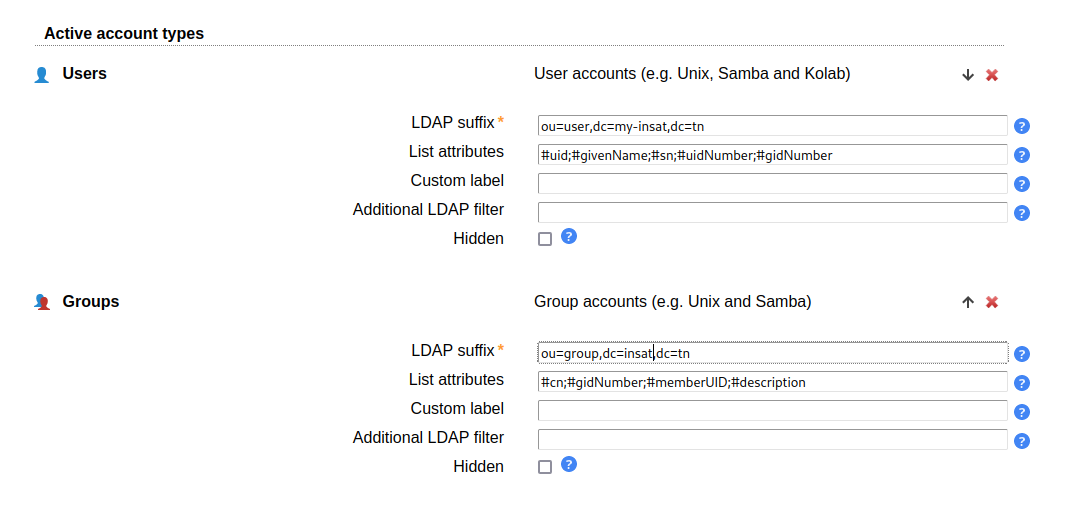 Active account types
Users User accounts (e.g. Unix, Samba and Kolab)
LDAP suffix * ou=user,dc=my-insat,dc=tn ?
List attributes #uid;#givenName;#sn;#uidNumber;#gidNumber ?
Custom label ?
Additional LDAP filter ?
Hidden ?
Groups Group accounts (e.g. Unix and Samba)
LDAP suffix * ou=group,dc=insat,dc=tn ?
List attributes #cn;#gidNumber;#memberUID;#description ?
Custom label ?
Additional LDAP filter ?
Hidden ?